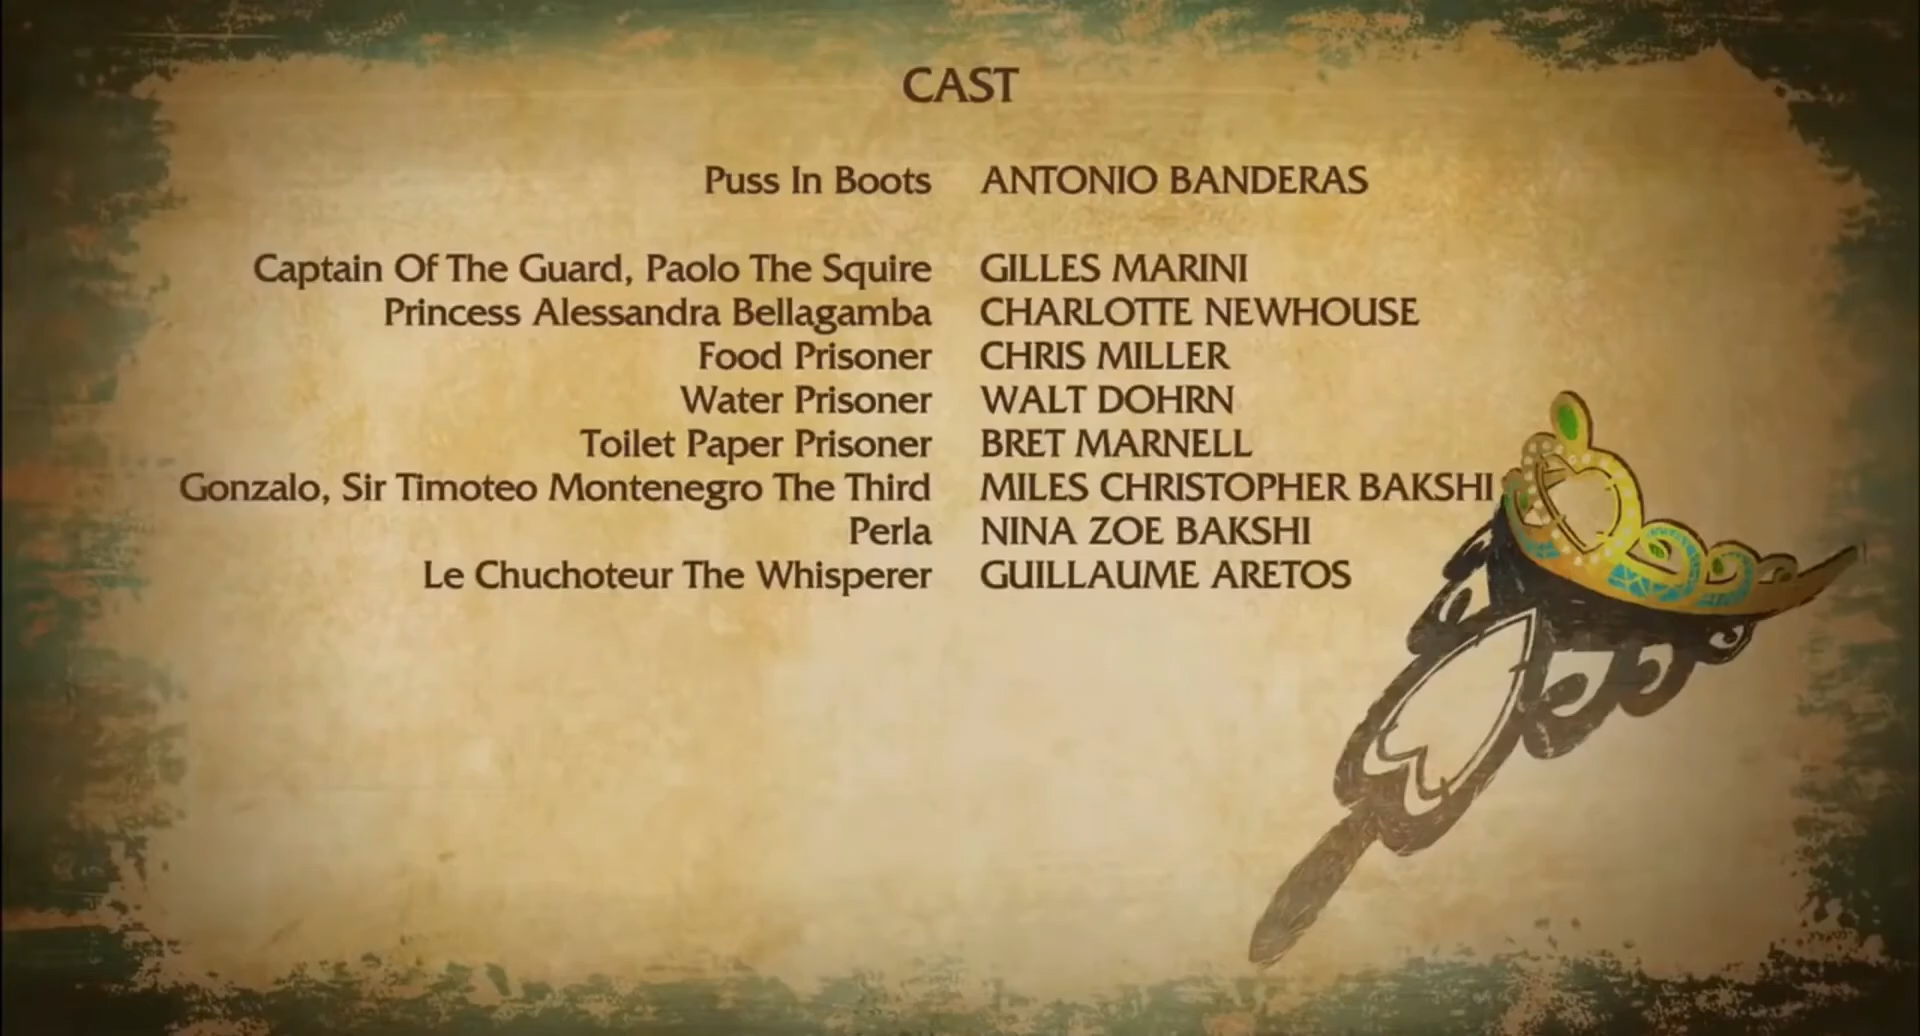 CAST
Puss In Boots ANTONIO BANDERAS
Captain Of The Guard, Paolo The Squire GILLES MARINI
Princess Alessandra Bellagamba CHARLOTTE NEWHOUSE
Food Prisoner CHRIS MILLER
Water Prisoner WALT DOHRN
Toilet Paper Prisoner BRET MARNELL
Gonzalo, Sir Timoteo Montenegro The Third MILES CHRISTOPHER BAKSHI
Perla NINA ZOE BAKSHI
Le Chuchoteur The Whisperer GUILLAUME ARETOS